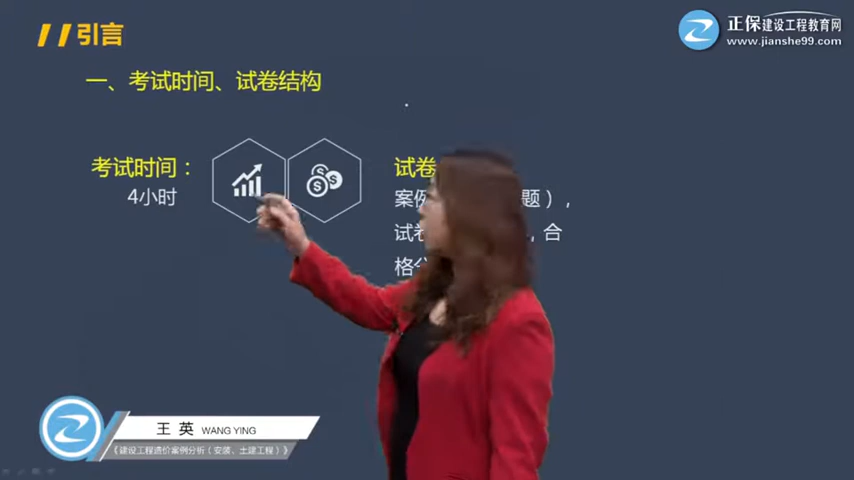 引言
正保建设工程教育网
www.jianshe99.com
一、考试时间、试卷结构
考试时间：
4小时
试卷
案例
题），
试卷
，合
格分
王 英 WANG YING
《建设工程造价案例分析（安装、土建工程）》